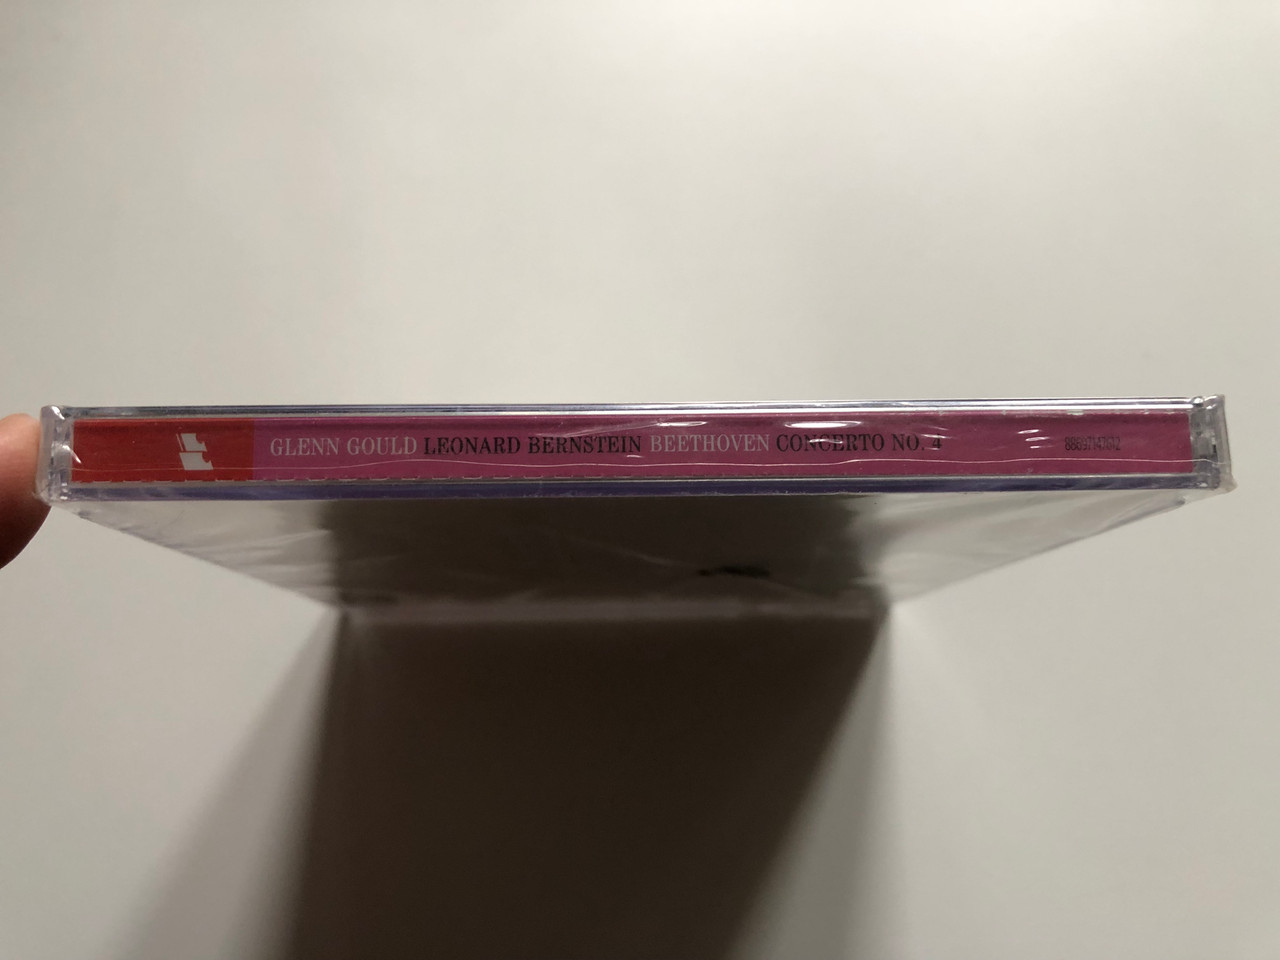 GLENN GOULD LEONARD BERNSTEIN BEETHOVEN CONCERTO NO. 4